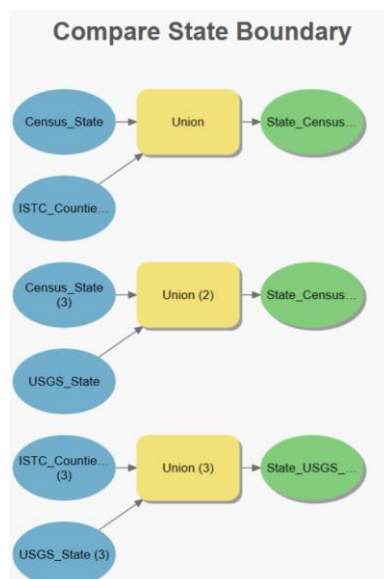 Compare State Boundary
Census_State
Union
State_Census...
ISTC_Countie...
Census_State
(3)
Union (2)
State_Census...
USGS_State
ISTC_Countie...
(3)
Union (3)
State_USGS_...
USGS_State (3)